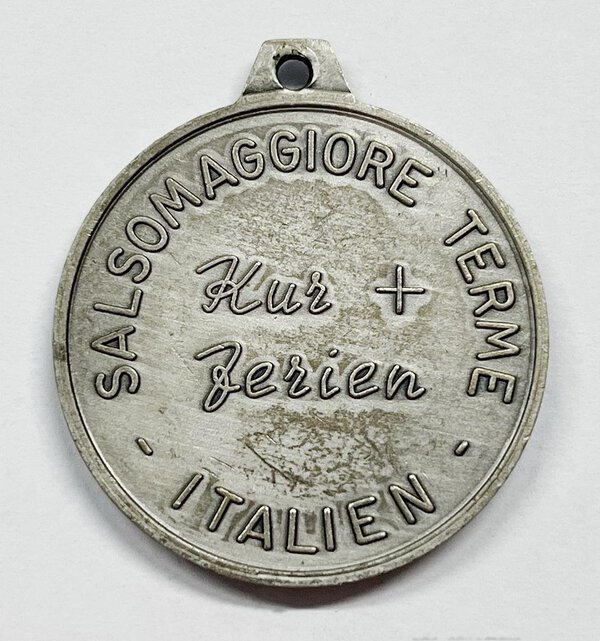 SALSOMAGGIORE TERME
Kur +
Ferien
· ITALIEN ·